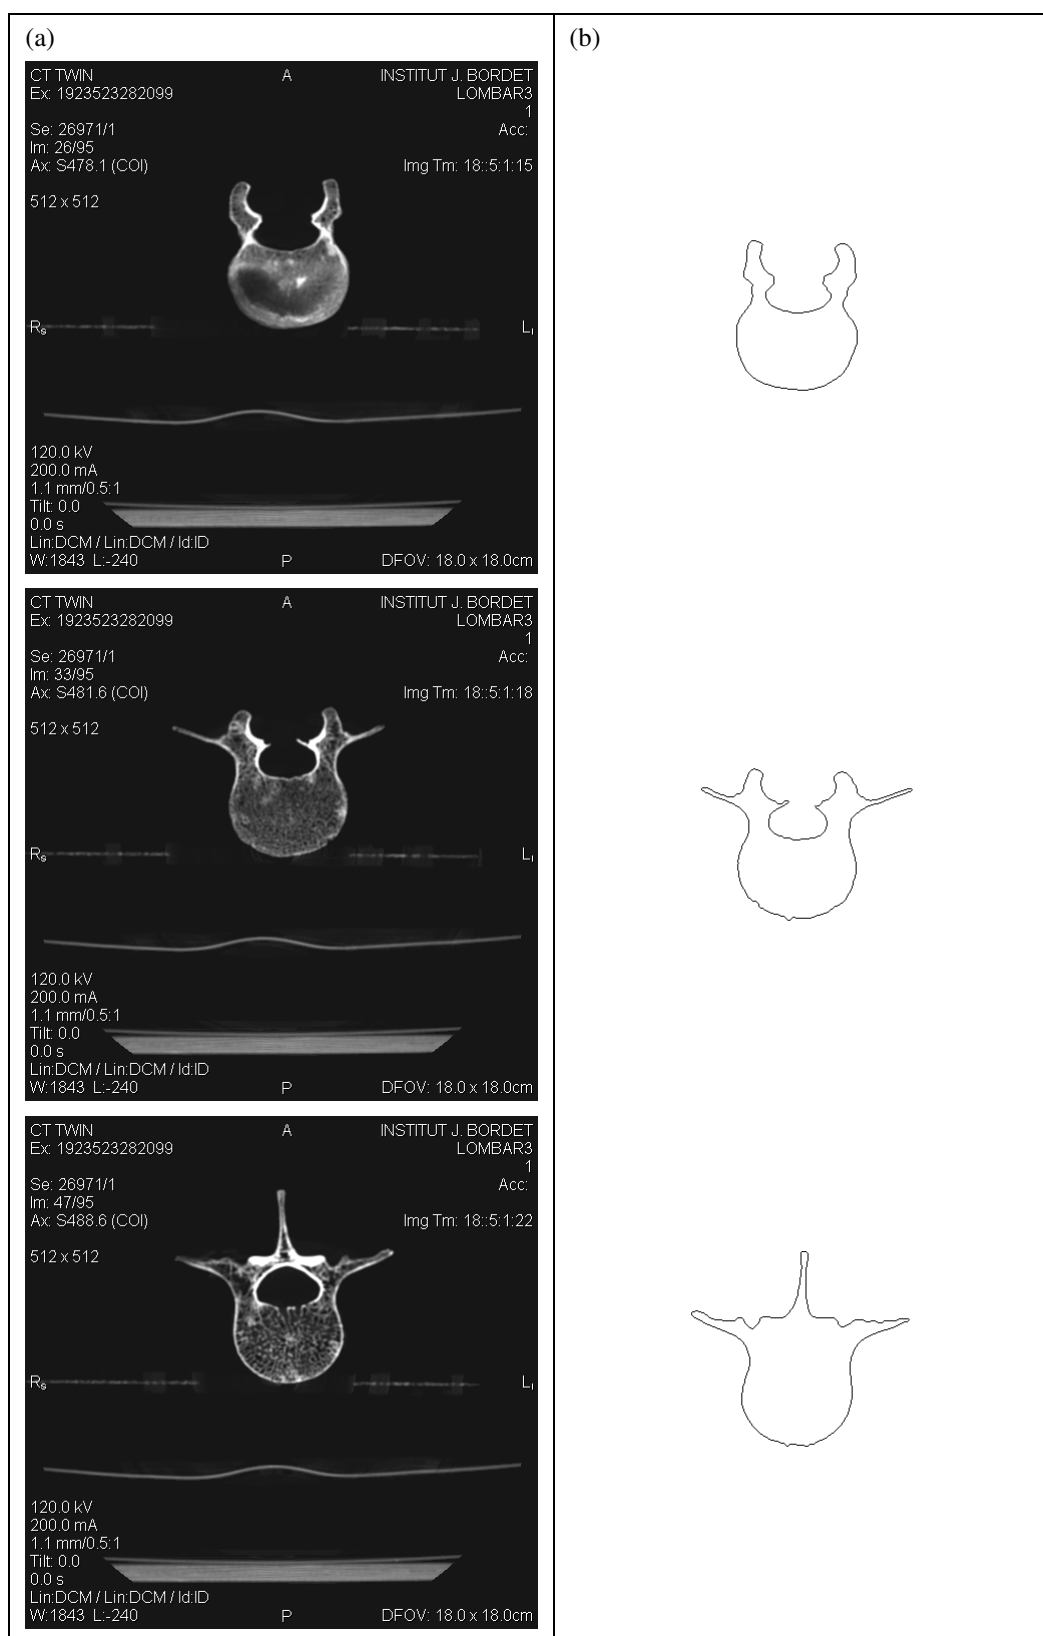 (a)
(b)
CT TWIN A INSTITUT J. BORDET
Ex: 1923523282099 LOMBAR3
1
Se: 26971/1 Acc:
Im: 26/95
Ax: S478.1 (COI) Img Tm: 18::5:1:15
512 x 512
Rs LI
120.0 kV
200.0 mA
1.1 mm/0.5:1
Tilt: 0.0
0.0 s
Lin:DCM / Lin:DCM / Id:ID
W:1843 L:-240 P DFOV: 18.0 x 18.0cm
CT TWIN A INSTITUT J. BORDET
Ex: 1923523282099 LOMBAR3
1
Se: 26971/1 Acc:
Im: 33/95
Ax: S481.6 (COI) Img Tm: 18::5:1:18
512 x 512
Rs LI
120.0 kV
200.0 mA
1.1 mm/0.5:1
Tilt: 0.0
0.0 s
Lin:DCM / Lin:DCM / Id:ID
W:1843 L:-240 P DFOV: 18.0 x 18.0cm
CT TWIN A INSTITUT J. BORDET
Ex: 1923523282099 LOMBAR3
1
Se: 26971/1 Acc:
Im: 47/95
Ax: S488.6 (COI) Img Tm: 18::5:1:22
512 x 512
Rs LI
120.0 kV
200.0 mA
1.1 mm/0.5:1
Tilt: 0.0
0.0 s
Lin:DCM / Lin:DCM / Id:ID
W:1843 L:-240 P DFOV: 18.0 x 18.0cm